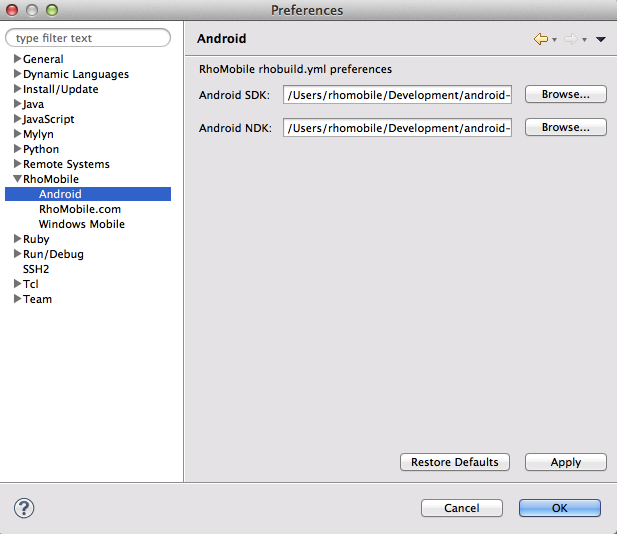 Preferences
type filter text
General
Dynamic Languages
Install/Update
Java
JavaScript
Mylyn
Python
Remote Systems
RhoMobile
Android
RhoMobile.com
Windows Mobile
Ruby
Run/Debug
SSH2
Tcl
Team
Android
RhoMobile rhobuild.yml preferences
Android SDK: /Users/rhomobile/Development/android- Browse...
Android NDK: /Users/rhomobile/Development/android- Browse...
Restore Defaults Apply
? Cancel OK